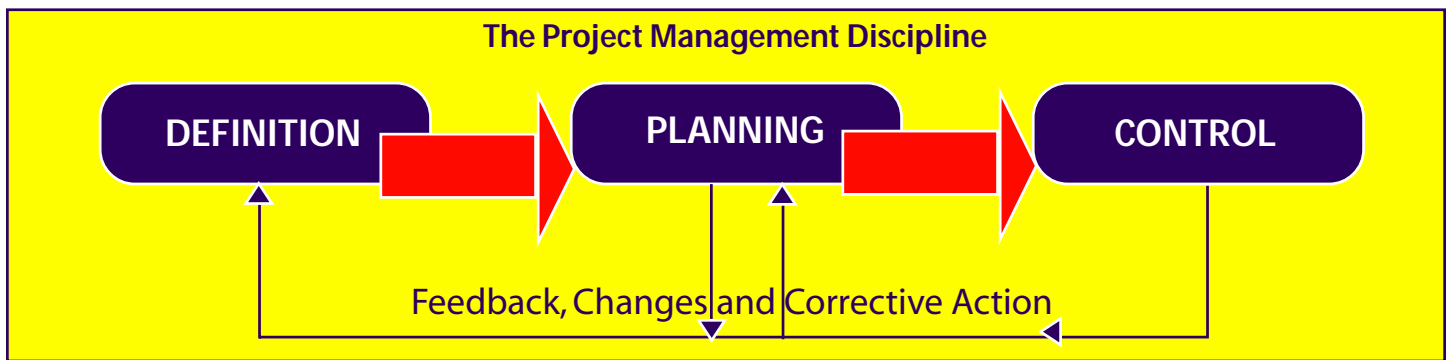 The Project Management Discipline
DEFINITION
PLANNING
CONTROL
Feedback, Changes and Corrective Action